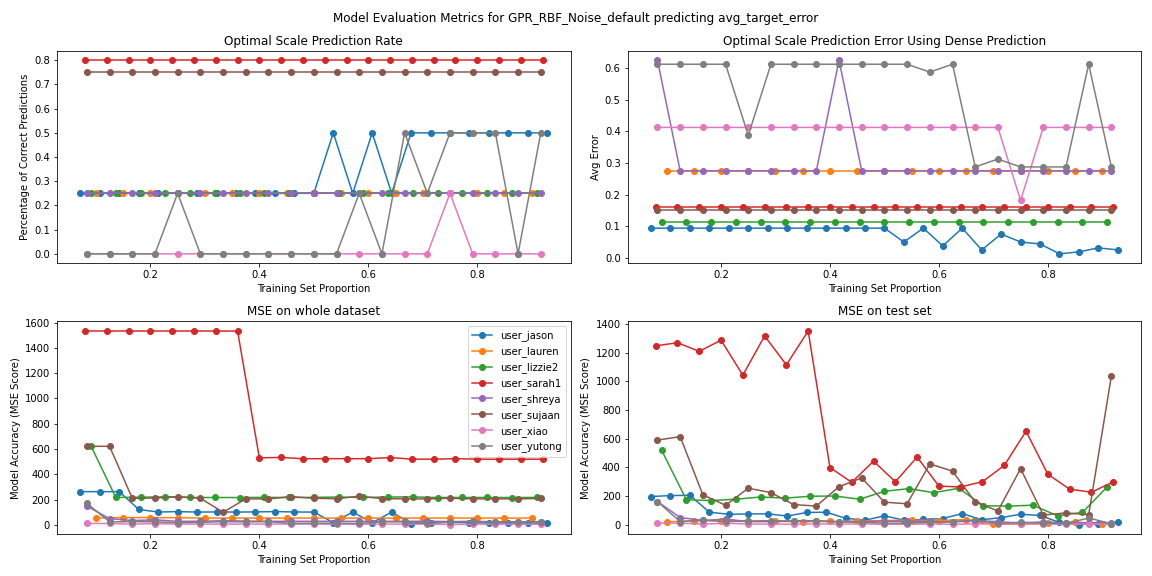 Model Evaluation Metrics for GPR_RBF_Noise_default predicting avg_target_error
Optimal Scale Prediction Rate
Percentage of Correct Predictions
0.8
0.7
0.6
0.5
0.4
0.3
0.2
0.1
0.0
0.2 0.4 0.6 0.8
Training Set Proportion
Optimal Scale Prediction Error Using Dense Prediction
Avg Error
0.6
0.5
0.4
0.3
0.2
0.1
0.0
0.2 0.4 0.6 0.8
Training Set Proportion
MSE on whole dataset
Model Accuracy (MSE Score)
1600
1400
1200
1000
800
600
400
200
0
0.2 0.4 0.6 0.8
Training Set Proportion
user_jason
user_lauren
user_lizzie2
user_sarah1
user_shreya
user_sujaan
user_xiao
user_yutong
MSE on test set
Model Accuracy (MSE Score)
1400
1200
1000
800
600
400
200
0
0.2 0.4 0.6 0.8
Training Set Proportion